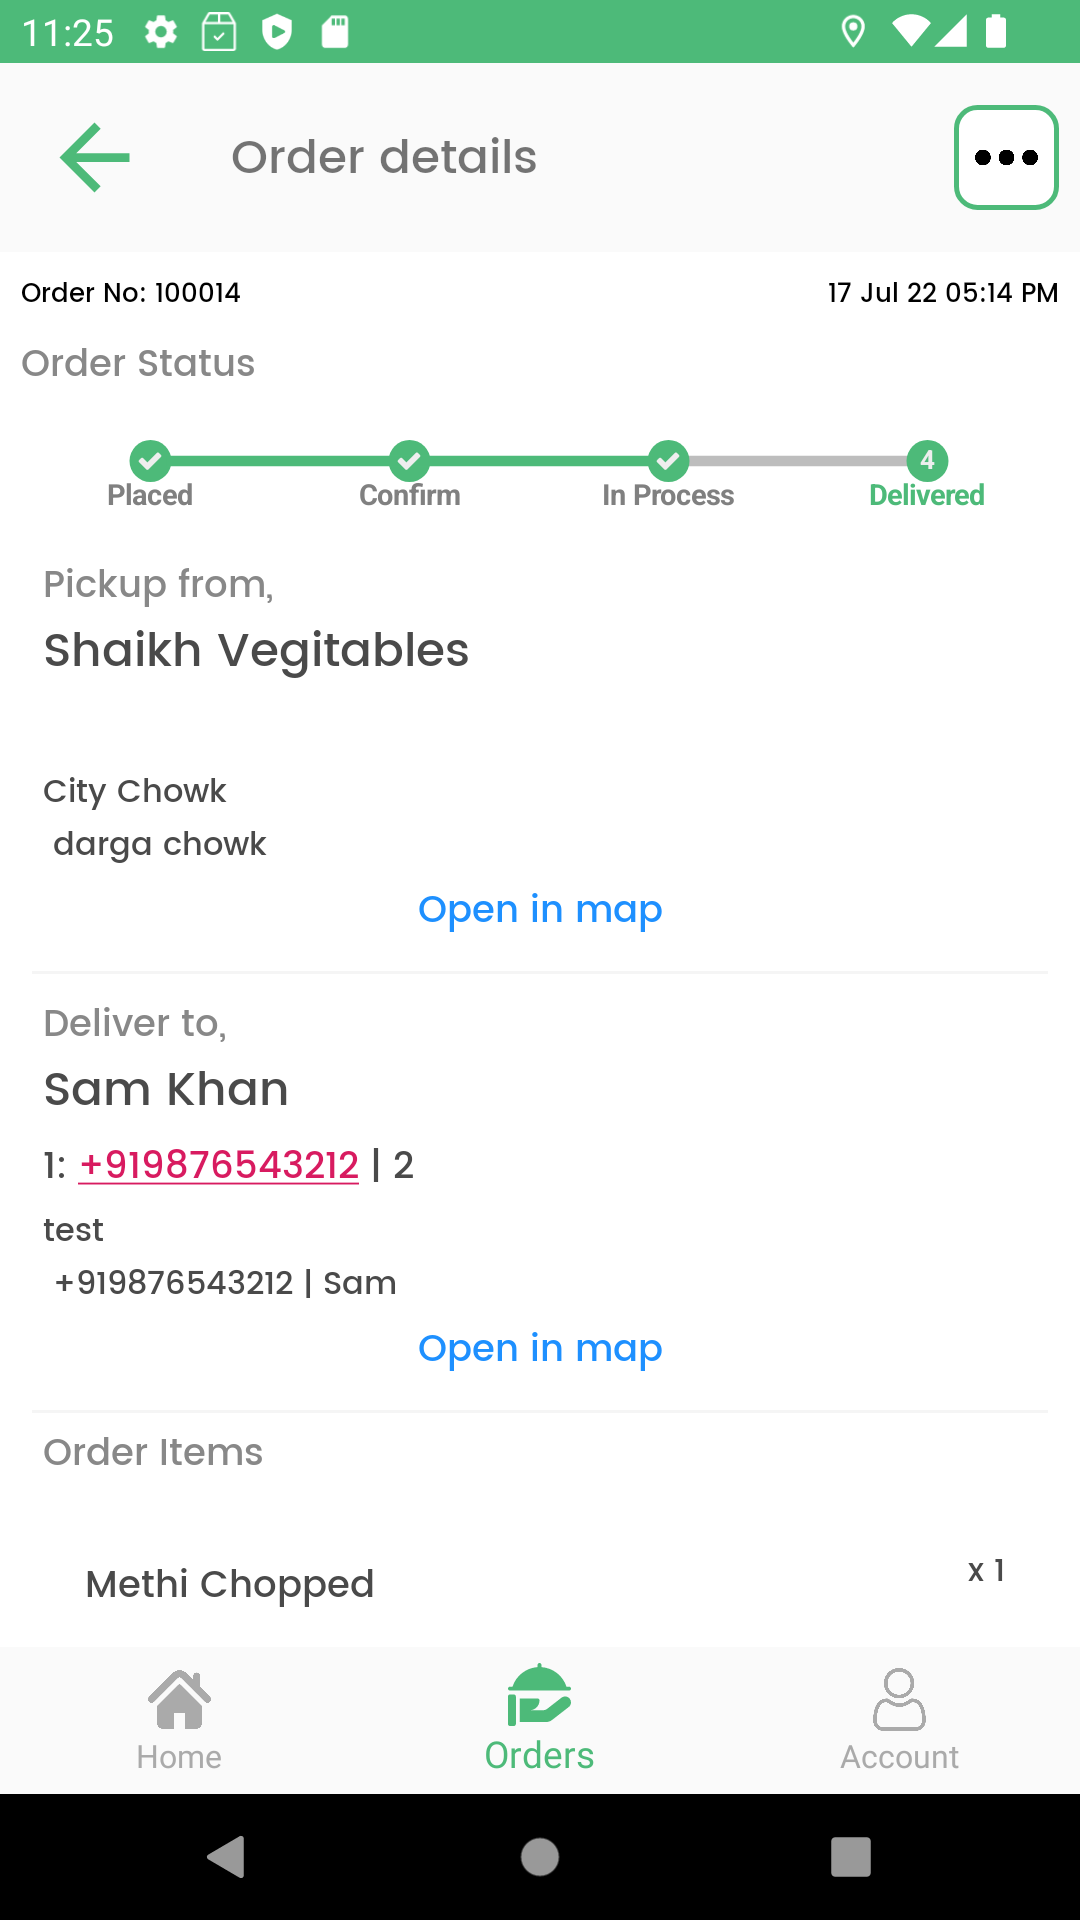 11:25
Order details
Order No: 100014
17 Jul 22 05:14 PM
Order Status
4
Placed
Confirm
In Process
Delivered
Pickup from,
Shaikh Vegitables
City Chowk
darga chowk
Open in map
Deliver to,
Sam Khan
1: +919876543212 | 2
test
+919876543212 | Sam
Open in map
Order Items
Methi Chopped
x 1
Home
Orders
Account